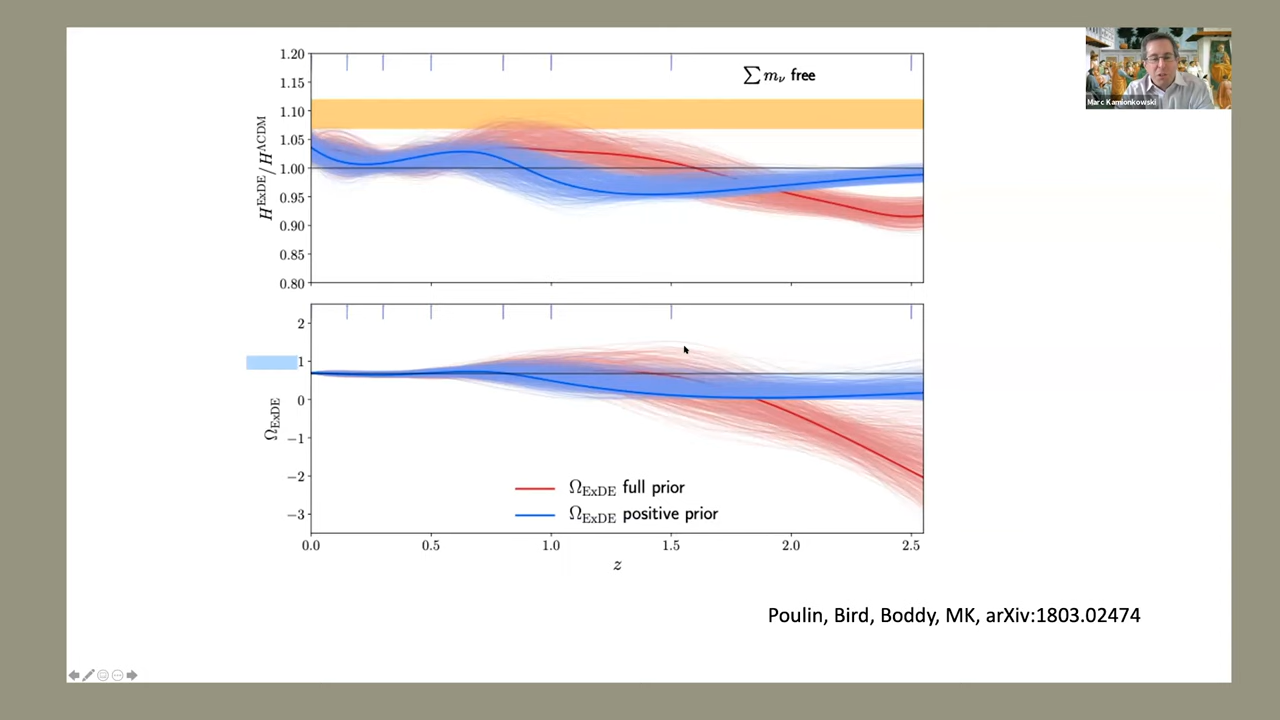 1.20
1.15
1.10
1.05
1.00
0.95
0.90
0.85
0.80
H^ExDE/H^ΛCDM
∑ m_ν free
Marc Kamionkowski
2
1
0
−1
−2
−3
Ω_ExDE
Ω_ExDE full prior
Ω_ExDE positive prior
0.0 0.5 1.0 1.5 2.0 2.5
z
Poulin, Bird, Boddy, MK, arXiv:1803.02474